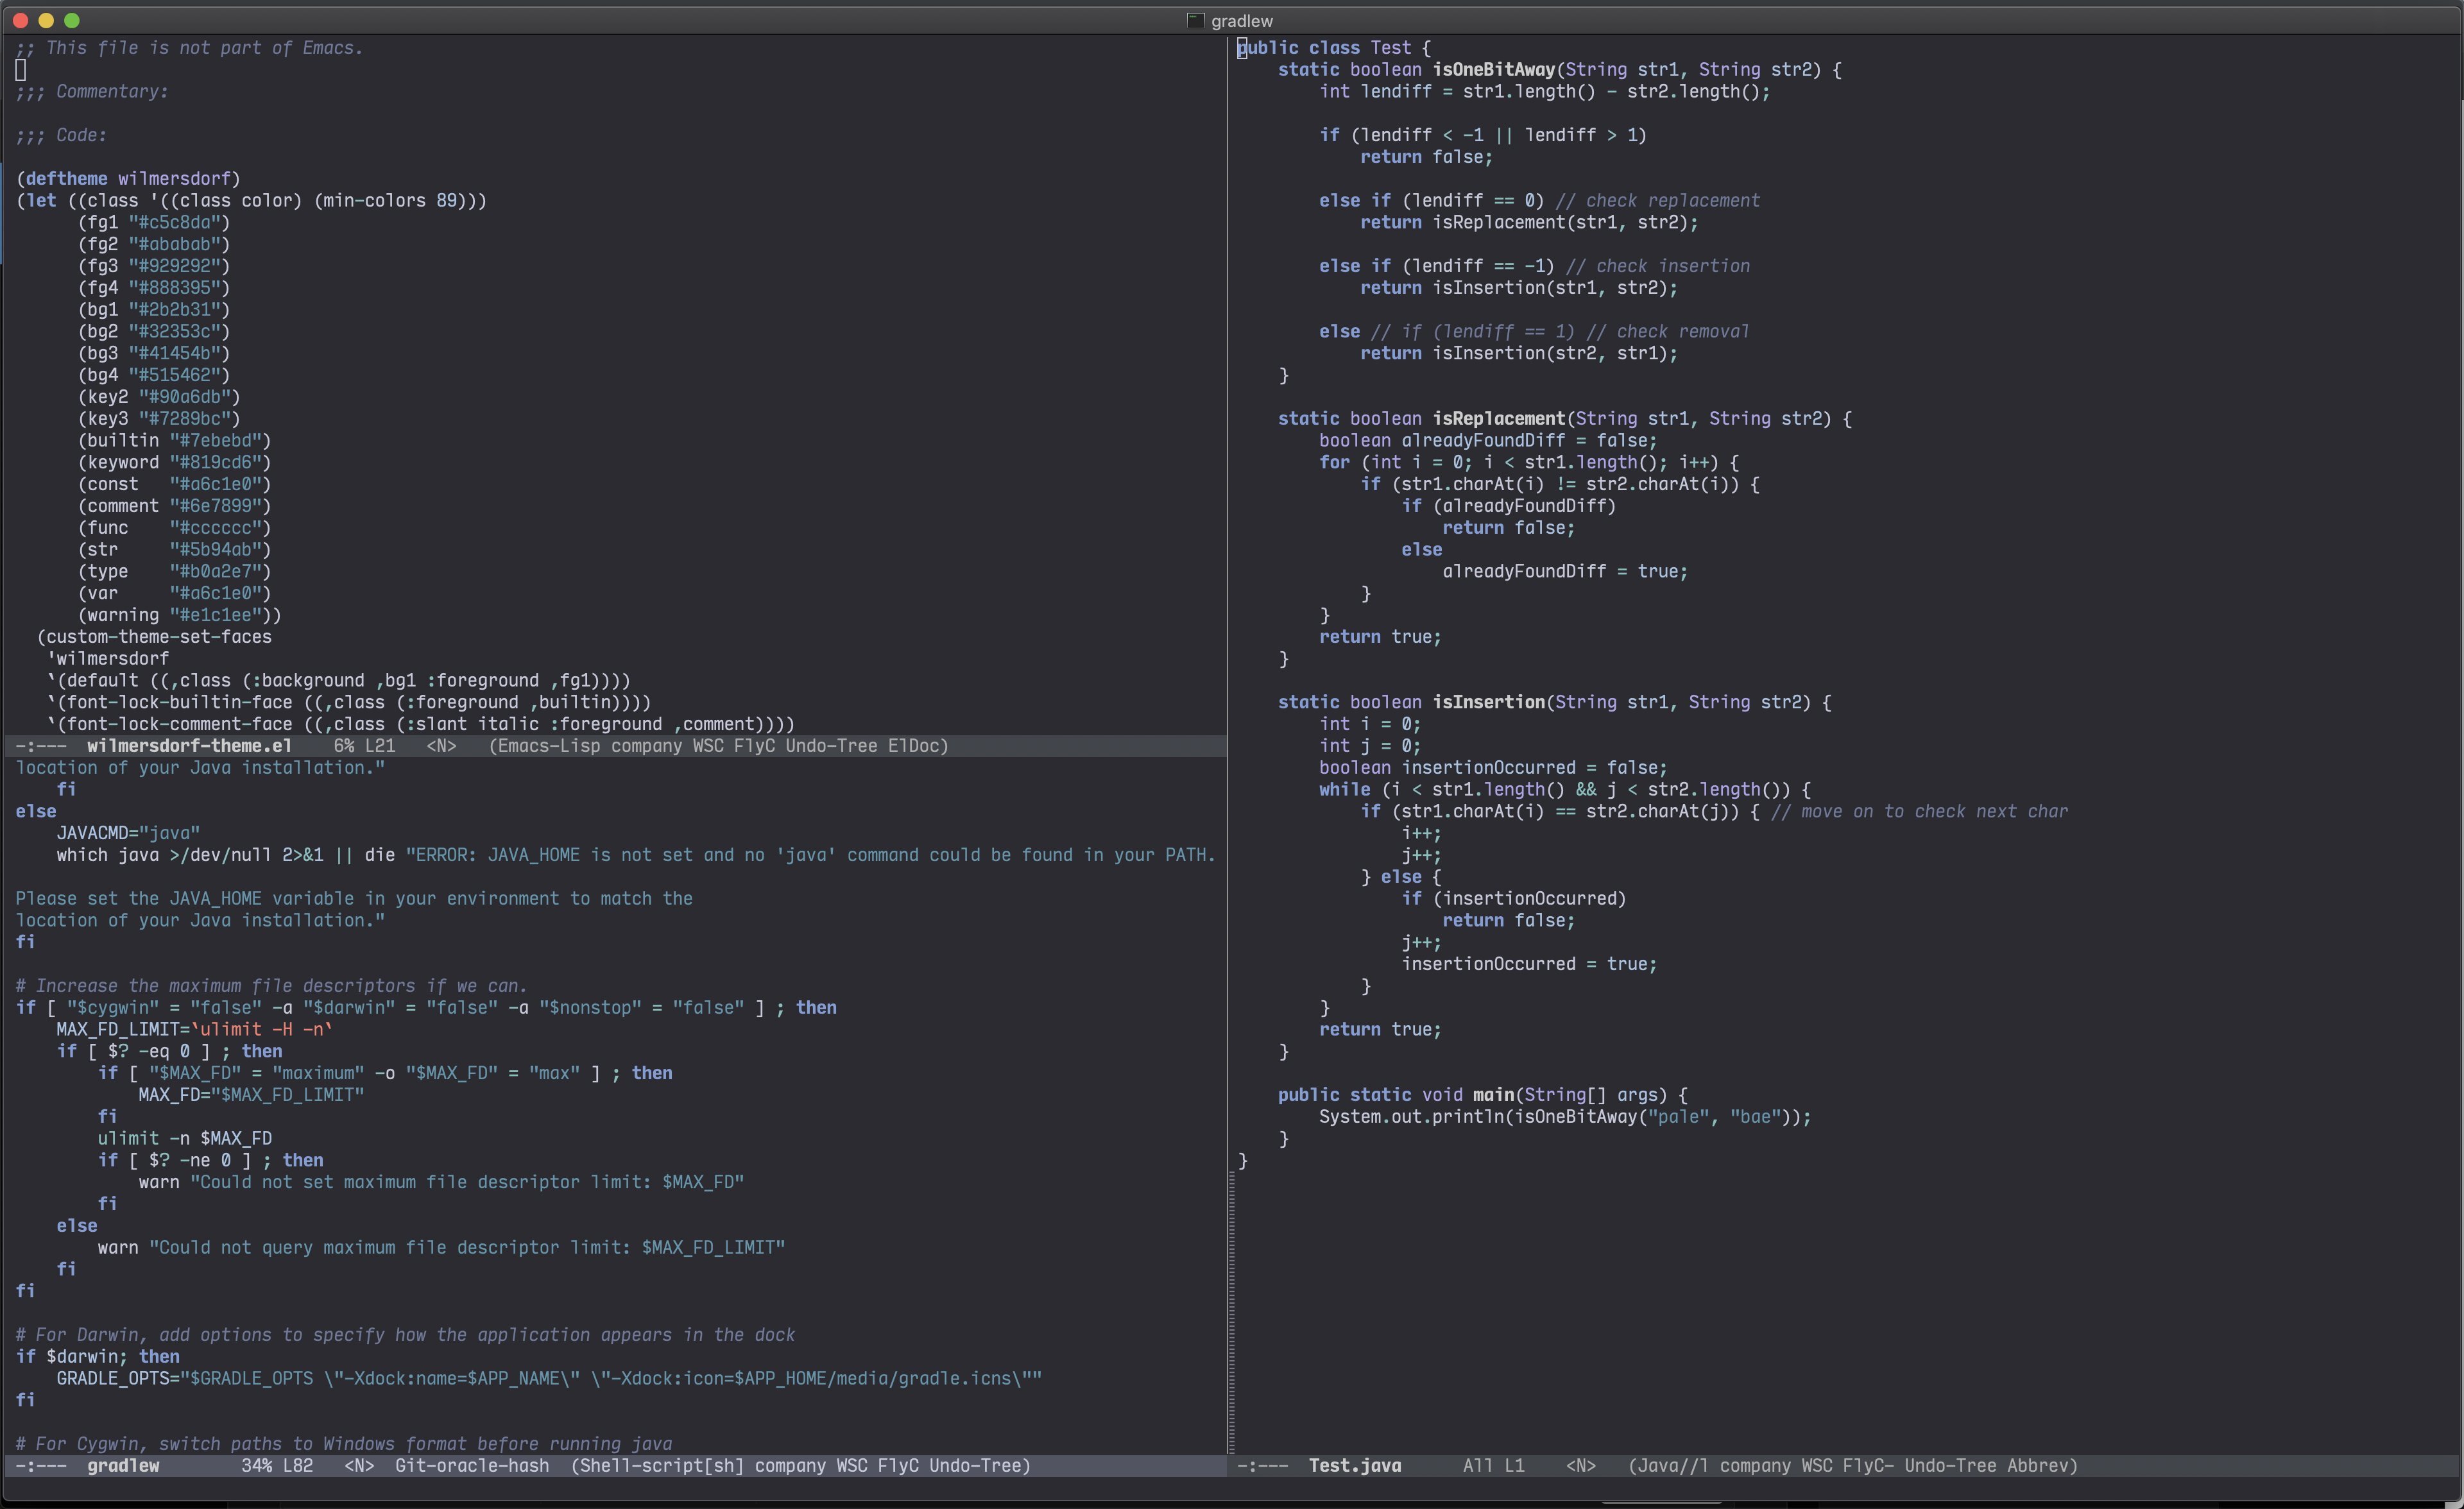 gradlew
;; This file is not part of Emacs.
;;; Commentary:
;;; Code:
(deftheme wilmersdorf)
(let ((class '((class color) (min-colors 89)))
      (fg1 "#c5c8da")
      (fg2 "#ababab")
      (fg3 "#929292")
      (fg4 "#888395")
      (bg1 "#2b2b31")
      (bg2 "#32353c")
      (bg3 "#41454b")
      (bg4 "#515462")
      (key2 "#90a6db")
      (key3 "#7289bc")
      (builtin "#7ebebd")
      (keyword "#819cd6")
      (const   "#a6c1e0")
      (comment "#6e7899")
      (func    "#cccccc")
      (str     "#5b94ab")
      (type    "#b0a2e7")
      (var     "#a6c1e0")
      (warning "#e1c1ee"))
  (custom-theme-set-faces
   'wilmersdorf
   `(default ((,class (:background ,bg1 :foreground ,fg1))))
   `(font-lock-builtin-face ((,class (:foreground ,builtin))))
   `(font-lock-comment-face ((,class (:slant italic :foreground ,comment))))
-:---  wilmersdorf-theme.el    6% L21   <N>   (Emacs-Lisp company WSC FlyC Undo-Tree ElDoc)
location of your Java installation."
    fi
else
    JAVACMD="java"
    which java >/dev/null 2>&1 || die "ERROR: JAVA_HOME is not set and no 'java' command could be found in your PATH.
Please set the JAVA_HOME variable in your environment to match the
location of your Java installation."
fi
# Increase the maximum file descriptors if we can.
if [ "$cygwin" = "false" -a "$darwin" = "false" -a "$nonstop" = "false" ] ; then
    MAX_FD_LIMIT=`ulimit -H -n`
    if [ $? -eq 0 ] ; then
        if [ "$MAX_FD" = "maximum" -o "$MAX_FD" = "max" ] ; then
            MAX_FD="$MAX_FD_LIMIT"
        fi
        ulimit -n $MAX_FD
        if [ $? -ne 0 ] ; then
            warn "Could not set maximum file descriptor limit: $MAX_FD"
        fi
    else
        warn "Could not query maximum file descriptor limit: $MAX_FD_LIMIT"
    fi
fi
# For Darwin, add options to specify how the application appears in the dock
if $darwin; then
    GRADLE_OPTS="$GRADLE_OPTS \"-Xdock:name=$APP_NAME\" \"-Xdock:icon=$APP_HOME/media/gradle.icns\""
fi
# For Cygwin, switch paths to Windows format before running java
-:---  gradlew        34% L82   <N>  Git-oracle-hash  (Shell-script[sh] company WSC FlyC Undo-Tree)
public class Test {
    static boolean isOneBitAway(String str1, String str2) {
        int lendiff = str1.length() - str2.length();
        if (lendiff < -1 || lendiff > 1)
            return false;
        else if (lendiff == 0) // check replacement
            return isReplacement(str1, str2);
        else if (lendiff == -1) // check insertion
            return isInsertion(str1, str2);
        else // if (lendiff == 1) // check removal
            return isInsertion(str2, str1);
    }
    static boolean isReplacement(String str1, String str2) {
        boolean alreadyFoundDiff = false;
        for (int i = 0; i < str1.length(); i++) {
            if (str1.charAt(i) != str2.charAt(i)) {
                if (alreadyFoundDiff)
                    return false;
                else
                    alreadyFoundDiff = true;
            }
        }
        return true;
    }
    static boolean isInsertion(String str1, String str2) {
        int i = 0;
        int j = 0;
        boolean insertionOccurred = false;
        while (i < str1.length() && j < str2.length()) {
            if (str1.charAt(i) == str2.charAt(j)) { // move on to check next char
                i++;
                j++;
            } else {
                if (insertionOccurred)
                    return false;
                j++;
                insertionOccurred = true;
            }
        }
        return true;
    }
    public static void main(String[] args) {
        System.out.println(isOneBitAway("pale", "bae"));
    }
}
-:---  Test.java      All L1    <N>   (Java//l company WSC FlyC- Undo-Tree Abbrev)